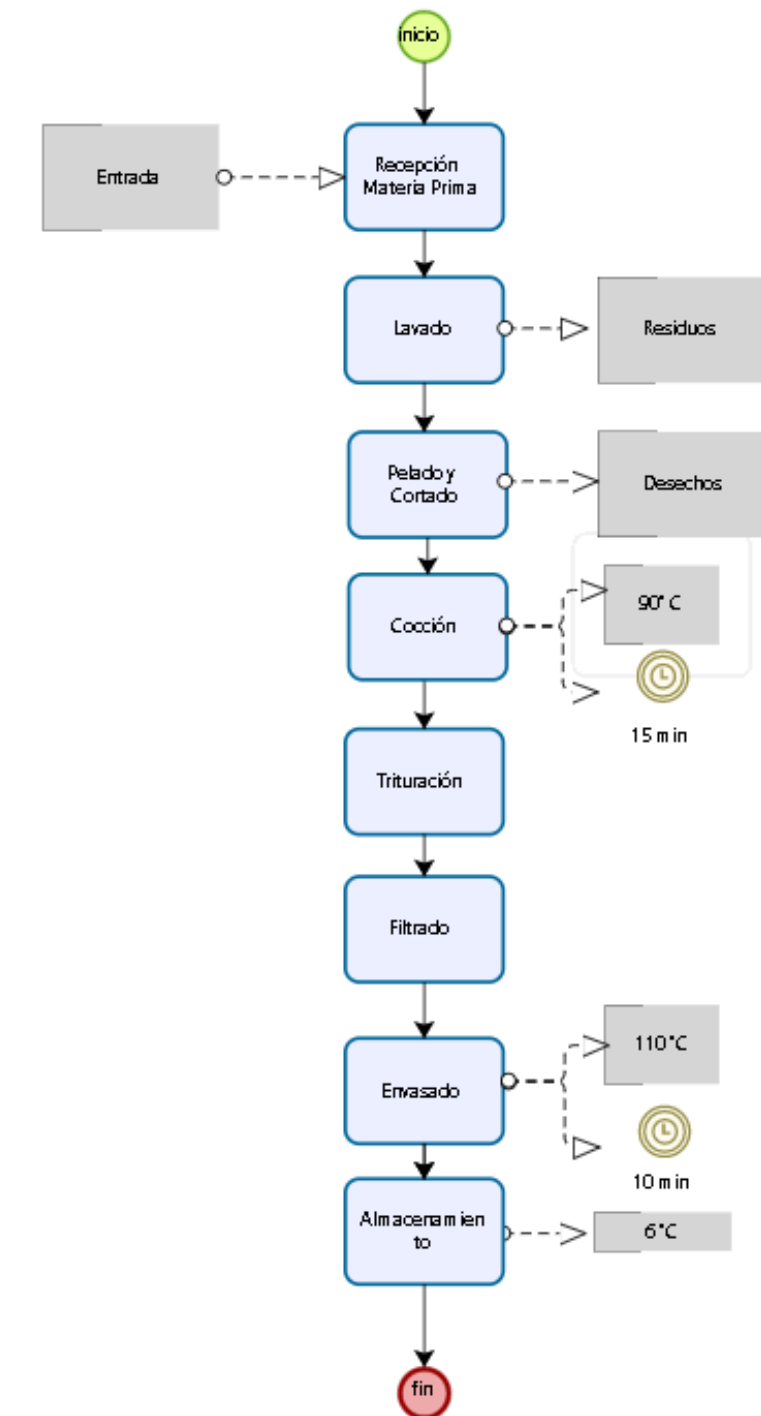 inicio
Entrada
Recepción
Materia Prima
Lavado
Residuos
Pelado y
Cortado
Desechos
Cocción
90°C
15 min
Trituración
Filtrado
Envasado
110°C
10 min
Almacenamien
to
6°C
fin